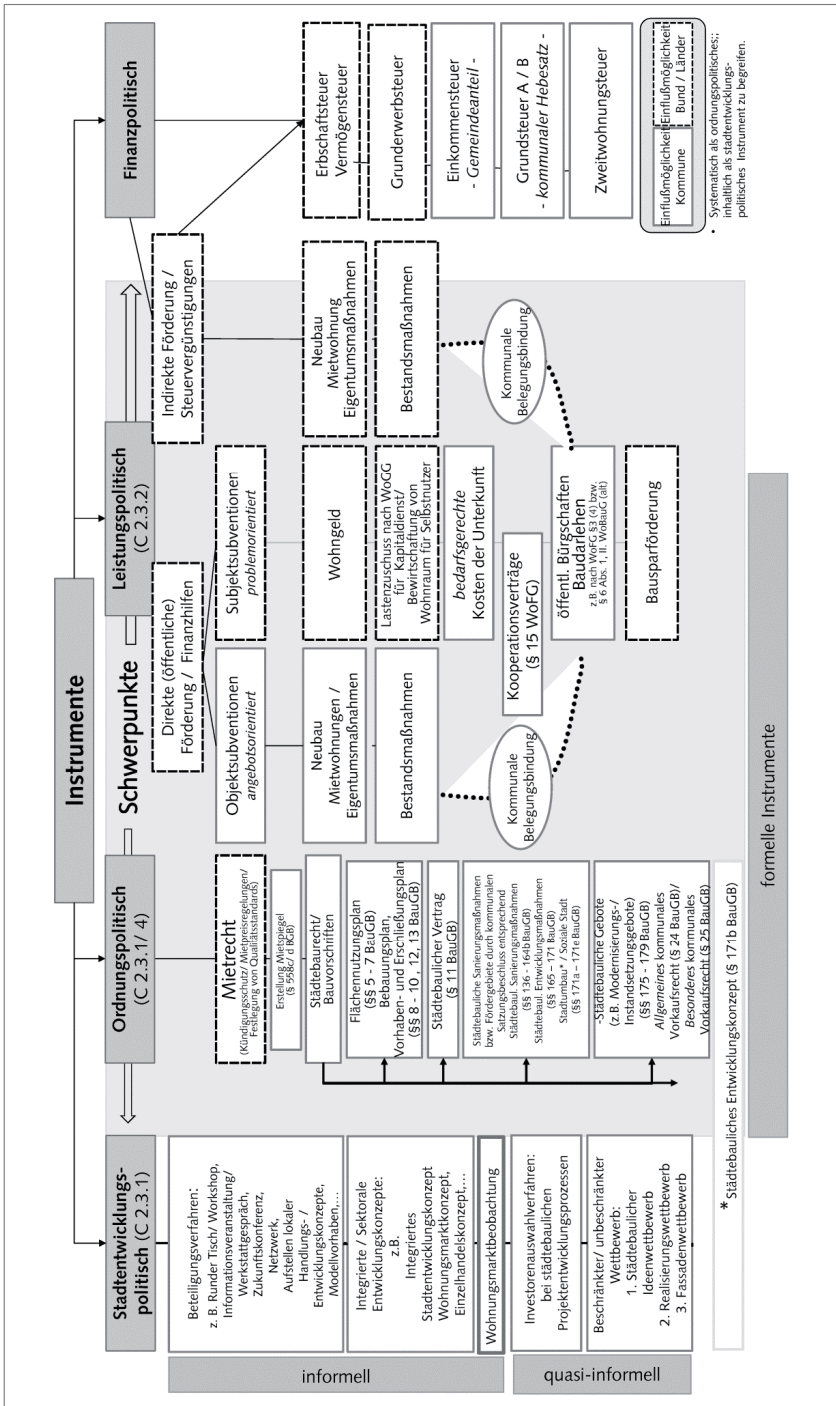 Instrumente
Schwerpunkte
Stadtentwicklungs-
politisch (C 2.3.1)
Beteiligungsverfahren:
z. B. Runder Tisch/ Workshop,
Informationsveranstaltung/
Werkstattgespräch,
Zukunftskonferenz,
Netzwerk,
Aufstellen lokaler
Handlungs- /
Entwicklungskonzepte,
Modellvorhaben,...
Integrierte / Sektorale
Entwicklungskonzepte:
z.B.
Integriertes
Stadtentwicklungskonzept
Wohnungsmarktkonzept,
Einzelhandelskonzept,...
Wohnungsmarktbeobachtung
Investorenauswahlverfahren:
bei städtebaulichen
Projektentwicklungsprozessen
Beschränkter/ unbeschränkter
Wettbewerb:
1. Städtebaulicher
Ideenwettbewerb
2. Realisierungswettbewerb
3. Fassadenwettbewerb
informell
quasi-informell
Ordnungspolitisch
(C 2.3.1/ 4)
Mietrecht
(Kündigungsschutz/ Mietpreisregelungen/
Festlegung von Qualitätsstandards)
Erstellung Mietspiegel
(§ 558c/ d BGB)
Städtebaurecht/
Bauvorschriften
Flächennutzungsplan
(§§ 5 - 7 BauGB)
Bebauungsplan,
Vorhaben- und Erschließungsplan
(§§ 8 - 10 , 12, 13 BauGB)
Städtebaulicher Vertrag
(§ 11 BauGB)
Städtebauliche Sanierungsmaßnahmen
bzw. Fördergebiete durch kommunalen
Satzungsbeschluss entsprechend
Städtebaul. Sanierungsmaßnahmen
(§§ 136 - 164b BauGB)
Städtebaul. Entwicklungsmaßnahmen
(§§ 165 – 171 BauGB)
Stadtumbau* / Soziale Stadt
(§§ 171a – 171e BauGB)
-Städtebauliche Gebote
(z.B. Modernisierungs-/
Instandsetzungsgebote)
(§§ 175 - 179 BauGB)
Allgemeines kommunales
Vorkaufsrecht (§ 24 BauGB)/
Besonderes kommunales
Vorkaufsrecht (§ 25 BauGB)
* Städtebauliches Entwicklungskonzept (§ 171b BauGB)
Leistungspolitisch
(C 2.3.2)
Direkte (öffentliche)
Förderung / Finanzhilfen
Objektsubventionen
angebotsorientiert
Neubau
Mietwohnungen /
Eigentumsmaßnahmen
Bestandsmaßnahmen
Kommunale
Belegungsbindung
Subjektsubventionen
problemorientiert
Wohngeld
Lastenzuschuss nach WoGG
für Kapitaldienst/
Bewirtschaftung von
Wohnraum für Selbstnutzer
bedarfsgerechte
Kosten der Unterkunft
Kooperationsverträge
(§ 15 WoFG)
öffentl. Bürgschaften
Baudarlehen
z.B. nach WoFG §3 (4) bzw.
§ 6 Abs. 1, II. WoBauG (alt)
Bausparförderung
Indirekte Förderung /
Steuervergünstigungen
Neubau
Mietwohnung
Eigentumsmaßnahmen
Bestandsmaßnahmen
Kommunale
Belegungsbindung
formelle Instrumente
Finanzpolitisch
Erbschaftsteuer
Vermögensteuer
Grunderwerbsteuer
Einkommensteuer
- Gemeindeanteil -
Grundsteuer A / B
- kommunaler Hebesatz -
Zweitwohnungsteuer
Einflußmöglichkeit
Kommune
Einflußmöglichkeit
Bund / Länder
• Systematisch als ordnungspolitisches;;
inhaltlich als stadtentwicklungs-
politisches Instrument zu begreifen.